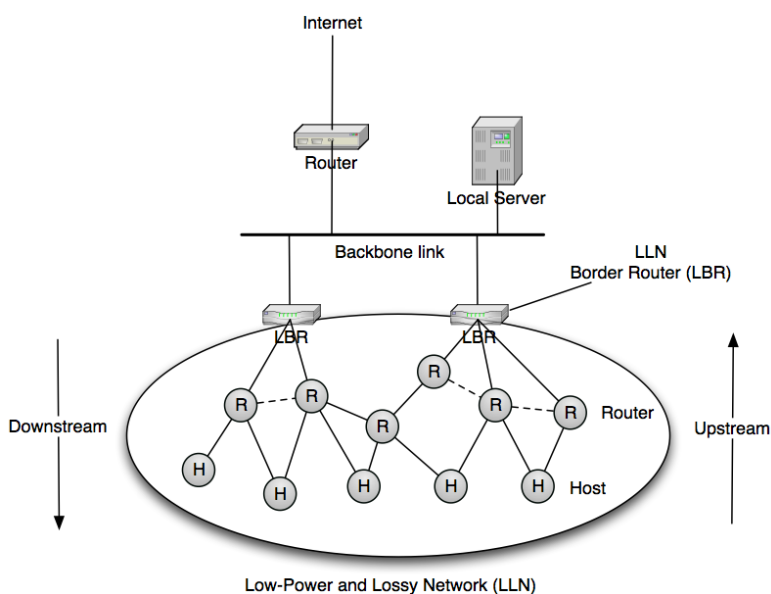 Internet
Router
Local Server
Backbone link
LLN
Border Router (LBR)
LBR
LBR
R
R
R
R
R
R
Router
Downstream
Upstream
H
H
H
H
H
Host
Low-Power and Lossy Network (LLN)